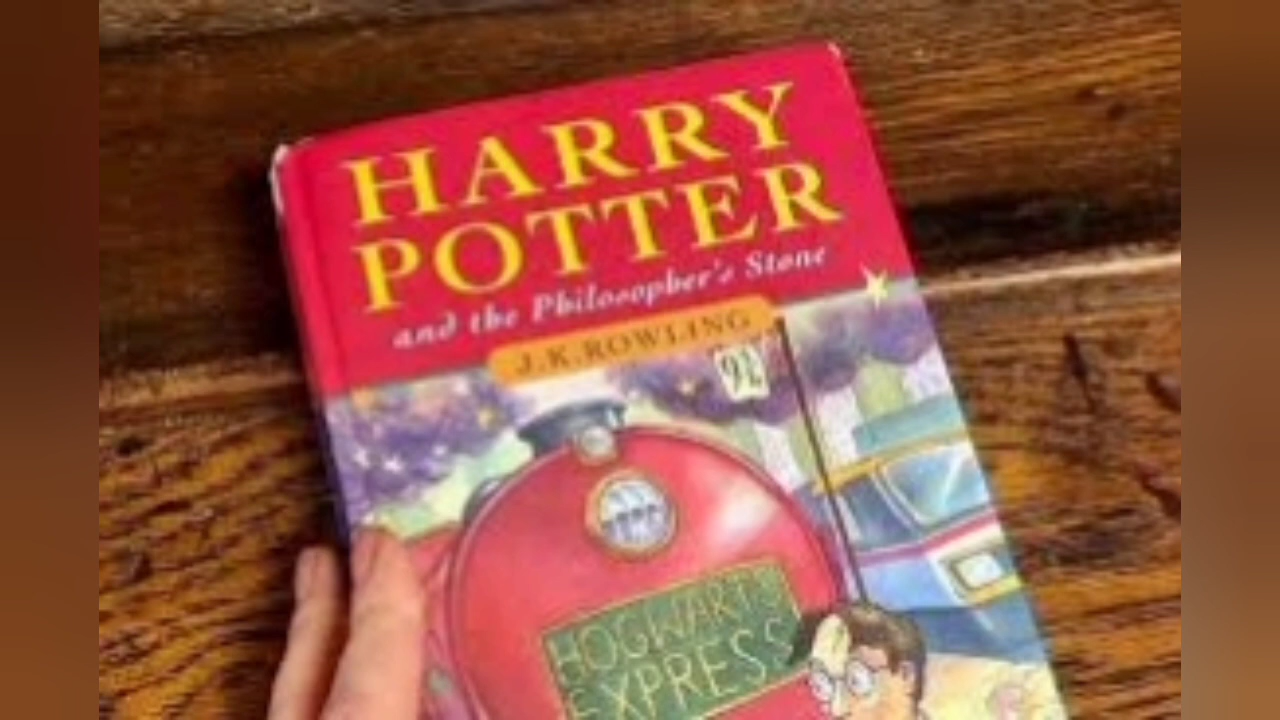 HARRY
POTTER
and the Philosopher's Stone
J.K.ROWLING
9¾
HOGWARTS
EXPRESS